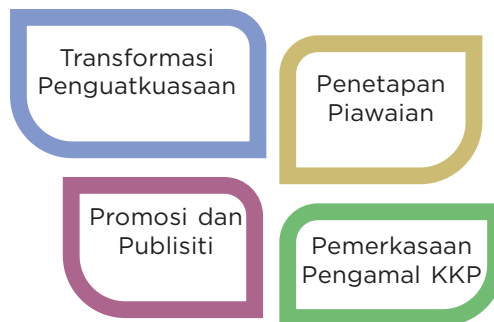 Transformasi
Penguatkuasaan
Penetapan
Piawaian
Promosi dan
Publisiti
Pemerkasaan
Pengamal KKP